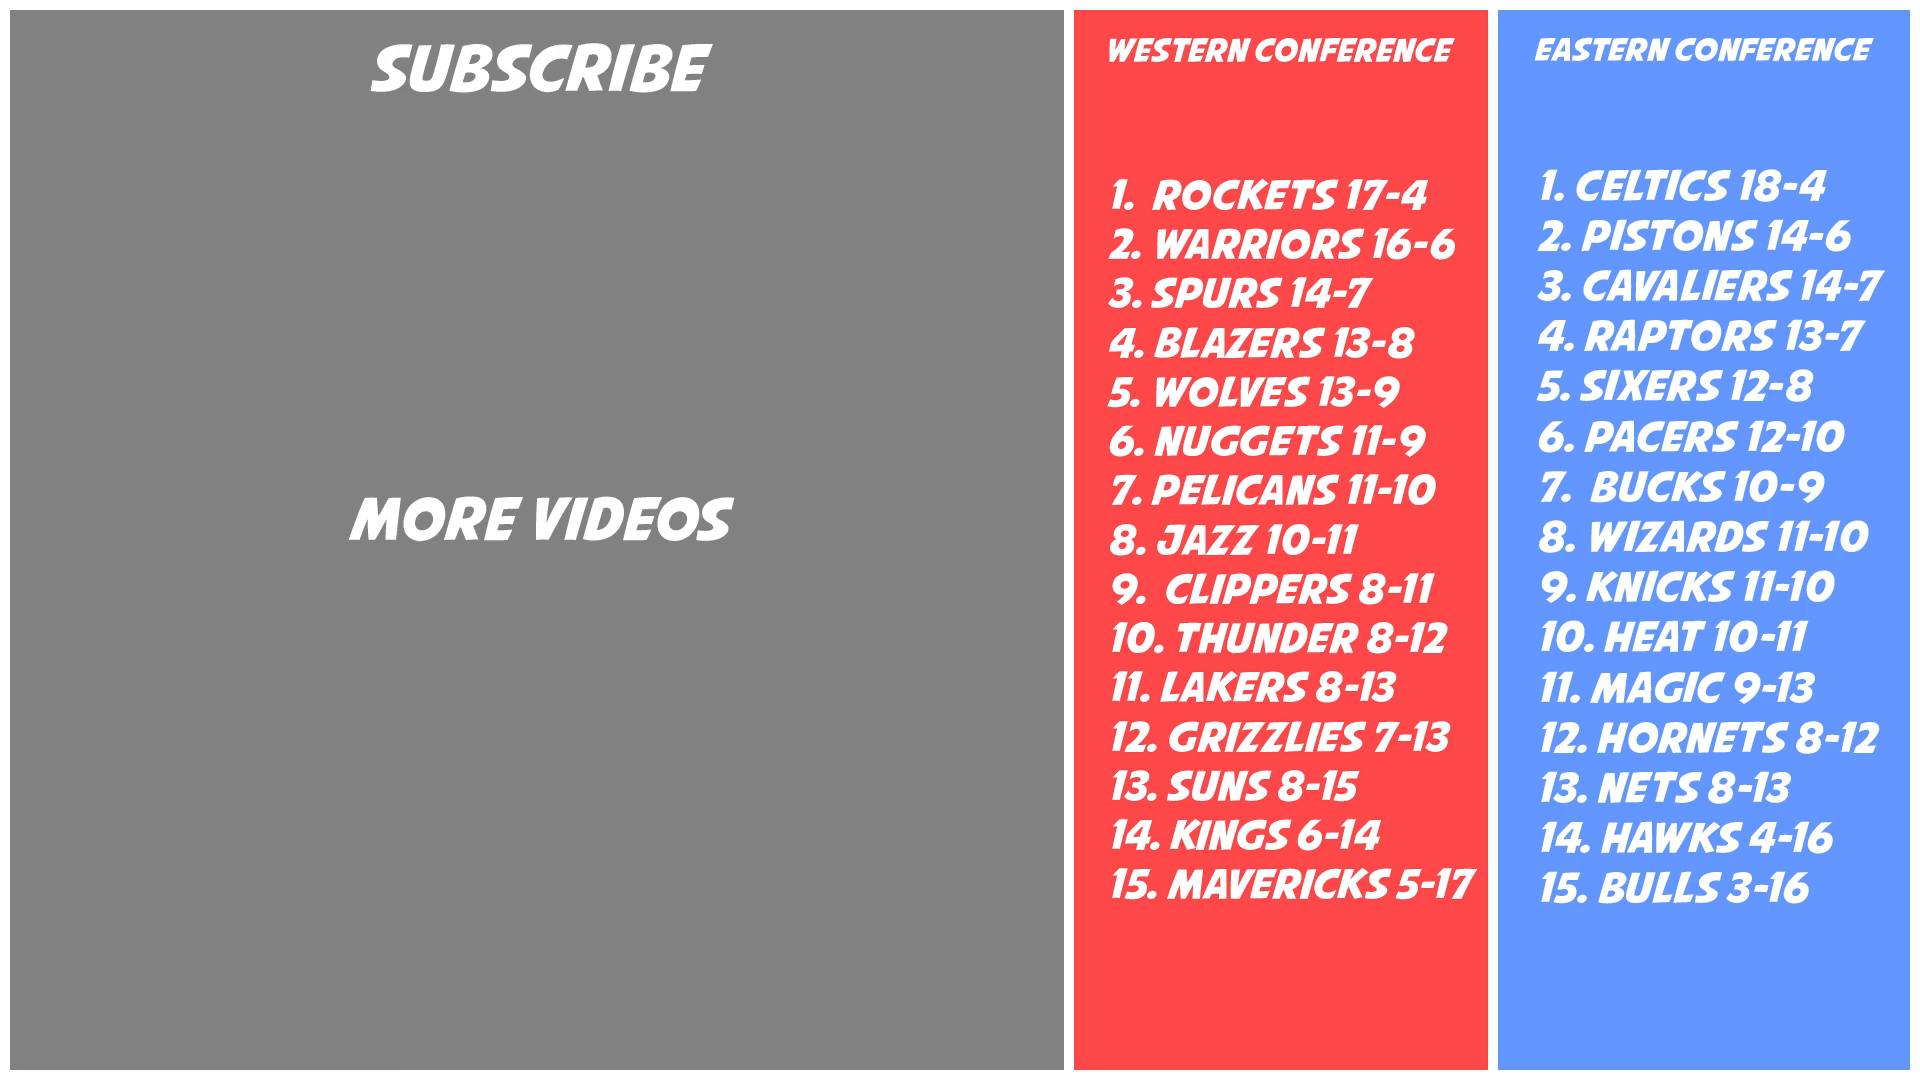 SUBSCRIBE
MORE VIDEOS
WESTERN CONFERENCE
1. ROCKETS 17-4
2. WARRIORS 16-6
3. SPURS 14-7
4. BLAZERS 13-8
5. WOLVES 13-9
6. NUGGETS 11-9
7. PELICANS 11-10
8. JAZZ 10-11
9. CLIPPERS 8-11
10. THUNDER 8-12
11. LAKERS 8-13
12. GRIZZLIES 7-13
13. SUNS 8-15
14. KINGS 6-14
15. MAVERICKS 5-17
EASTERN CONFERENCE
1. CELTICS 18-4
2. PISTONS 14-6
3. CAVALIERS 14-7
4. RAPTORS 13-7
5. SIXERS 12-8
6. PACERS 12-10
7. BUCKS 10-9
8. WIZARDS 11-10
9. KNICKS 11-10
10. HEAT 10-11
11. MAGIC 9-13
12. HORNETS 8-12
13. NETS 8-13
14. HAWKS 4-16
15. BULLS 3-16